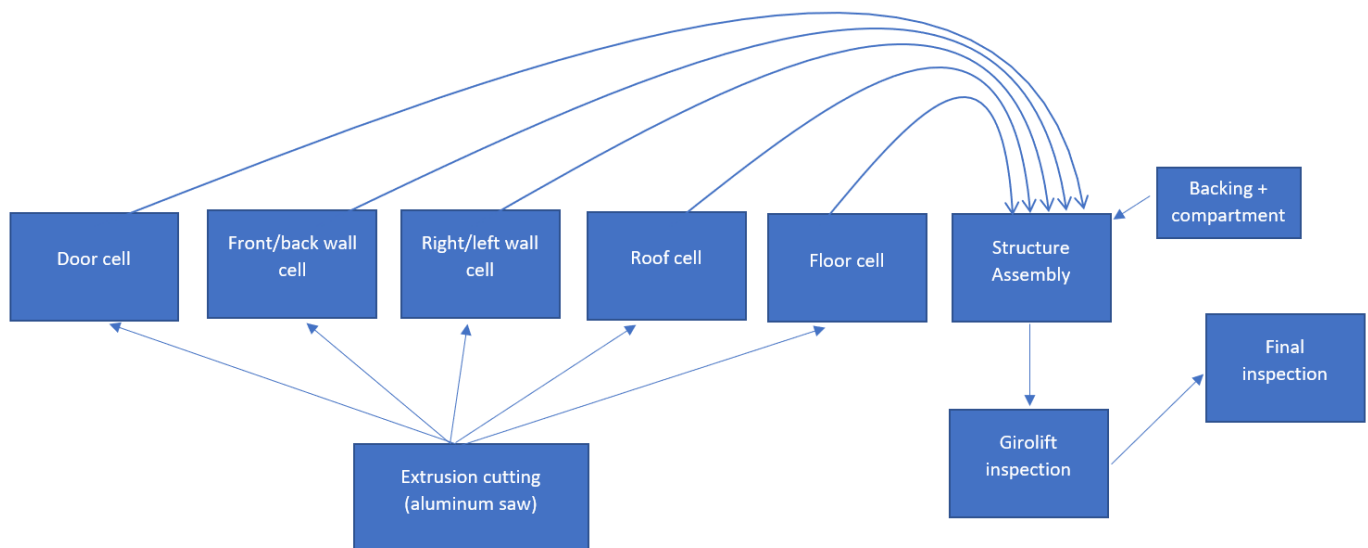 Door cell
Front/back wall
cell
Right/left wall
cell
Roof cell
Floor cell
Structure
Assembly
Backing +
compartment
Final
inspection
Girolift
inspection
Extrusion cutting
(aluminum saw)